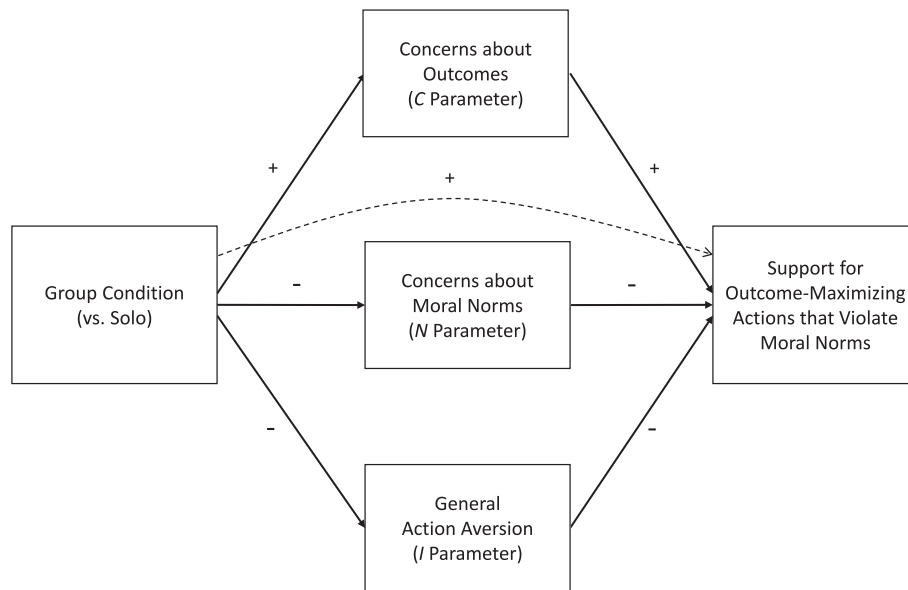 Concerns about
Outcomes
(C Parameter)
+
+
+
Group Condition
(vs. Solo)
-
Concerns about
Moral Norms
(N Parameter)
-
Support for
Outcome-Maximizing
Actions that Violate
Moral Norms
-
-
General
Action Aversion
(I Parameter)